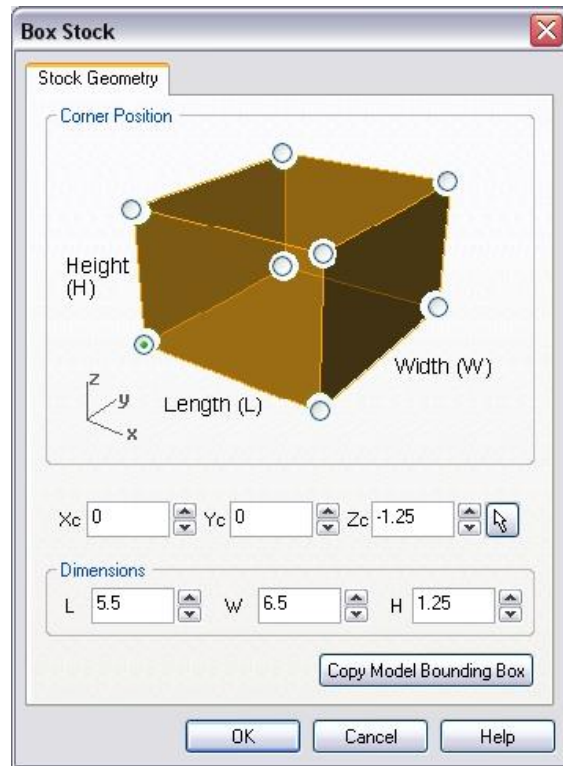 Box Stock
Stock Geometry
Corner Position
Height
(H)
Width (W)
Length (L)
z
y
x
Xc 0 Yc 0 Zc -1.25
Dimensions
L 5.5 W 6.5 H 1.25
Copy Model Bounding Box
OK Cancel Help